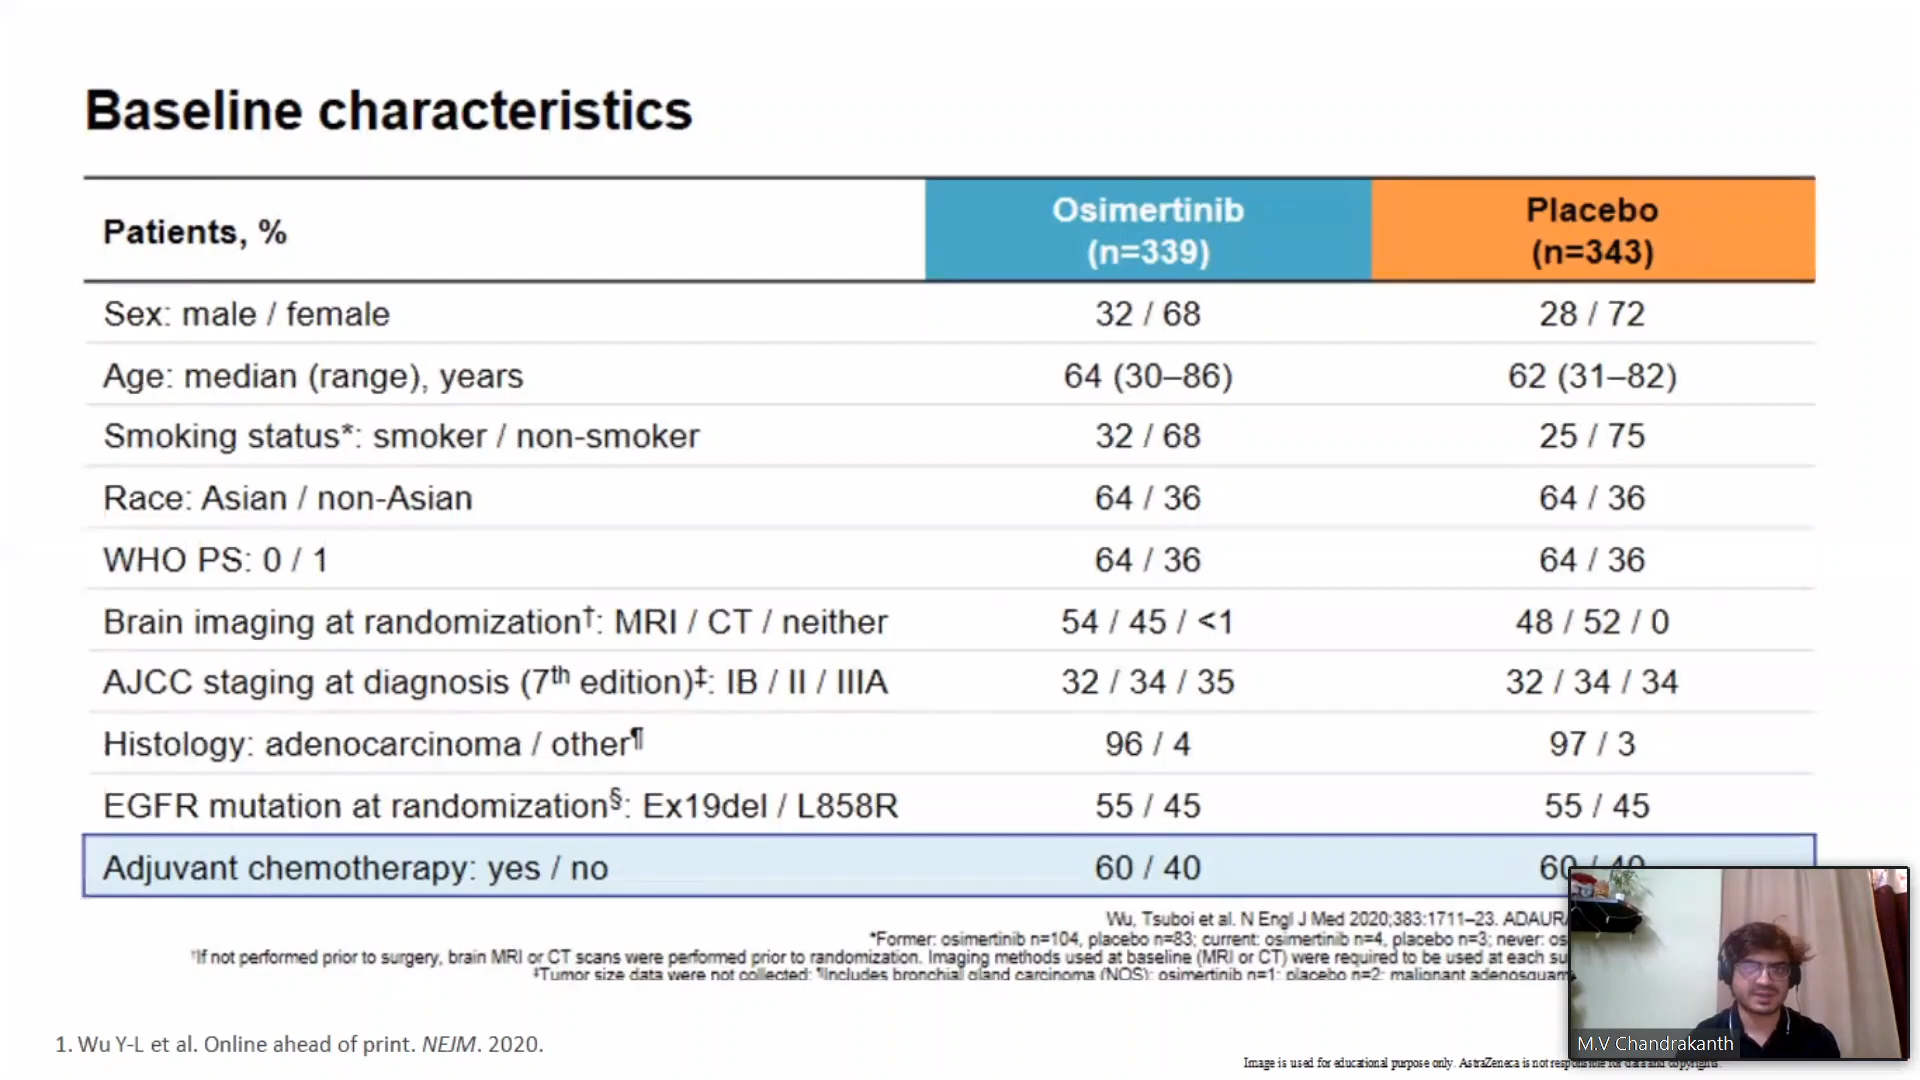 Baseline characteristics
Patients, % Osimertinib (n=339) Placebo (n=343)
Sex: male / female 32 / 68 28 / 72
Age: median (range), years 64 (30–86) 62 (31–82)
Smoking status*: smoker / non-smoker 32 / 68 25 / 75
Race: Asian / non-Asian 64 / 36 64 / 36
WHO PS: 0 / 1 64 / 36 64 / 36
Brain imaging at randomization†: MRI / CT / neither 54 / 45 / <1 48 / 52 / 0
AJCC staging at diagnosis (7th edition)‡: IB / II / IIIA 32 / 34 / 35 32 / 34 / 34
Histology: adenocarcinoma / other¶ 96 / 4 97 / 3
EGFR mutation at randomization§: Ex19del / L858R 55 / 45 55 / 45
Adjuvant chemotherapy: yes / no 60 / 40 60 / 40
Wu, Tsuboi et al. N Engl J Med 2020;383:1711–23. ADAURA
*Former: osimertinib n=104, placebo n=83; current: osimertinib n=4, placebo n=3; never: os
†If not performed prior to surgery, brain MRI or CT scans were performed prior to randomization. Imaging methods used at baseline (MRI or CT) were required to be used at each su
‡Tumor size data were not collected; ¶Includes bronchial gland carcinoma (NOS): osimertinib n=1; placebo n=2; malignant adenosquam
1. Wu Y-L et al. Online ahead of print. NEJM. 2020.
M.V Chandrakanth
Image is used for educational purpose only. AstraZeneca is not responsible for data and copyrights.